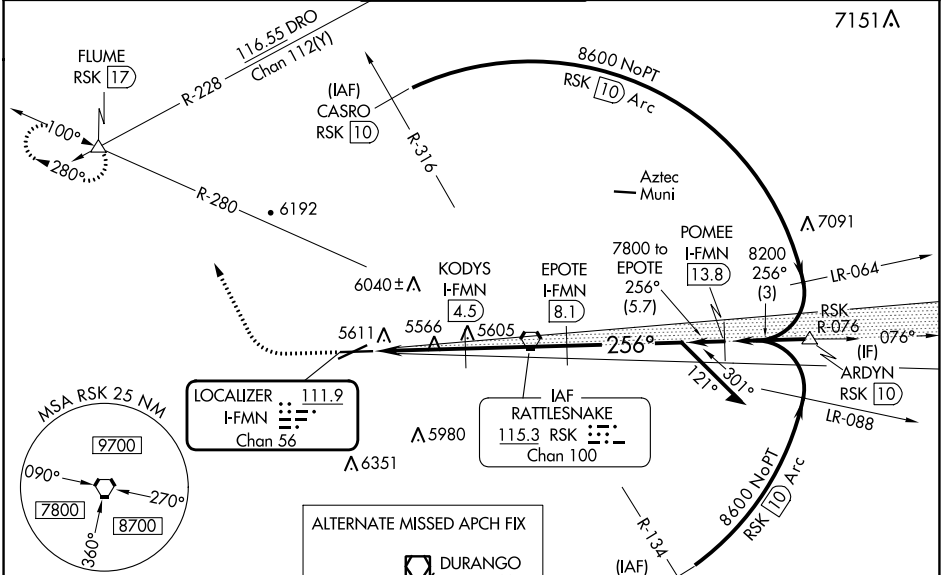 7151
116.55 DRO
Chan 112(Y)
R-228
FLUME
RSK 17
100°
280°
R-280
6192
(IAF)
CASRO
RSK 10
R-316
8600 NoPT
RSK 10 Arc
Aztec
Muni
7091
6040±
KODYS
I-FMN
4.5
EPOTE
I-FMN
8.1
7800 to
EPOTE
256°
(5.7)
POMEE
I-FMN
13.8
8200
256°
(3)
LR-064
5611
5566
5605
256°
RSK
R-076
076°
(IF)
ARDYN
RSK 10
301°
121°
LR-088
LOCALIZER 111.9
I-FMN
Chan 56
IAF
RATTLESNAKE
115.3 RSK
Chan 100
5980
6351
MSA RSK 25 NM
9700
090°
270°
7800
8700
360°
ALTERNATE MISSED APCH FIX
DURANGO
R-134
(IAF)
8600 NoPT
RSK 10 Arc